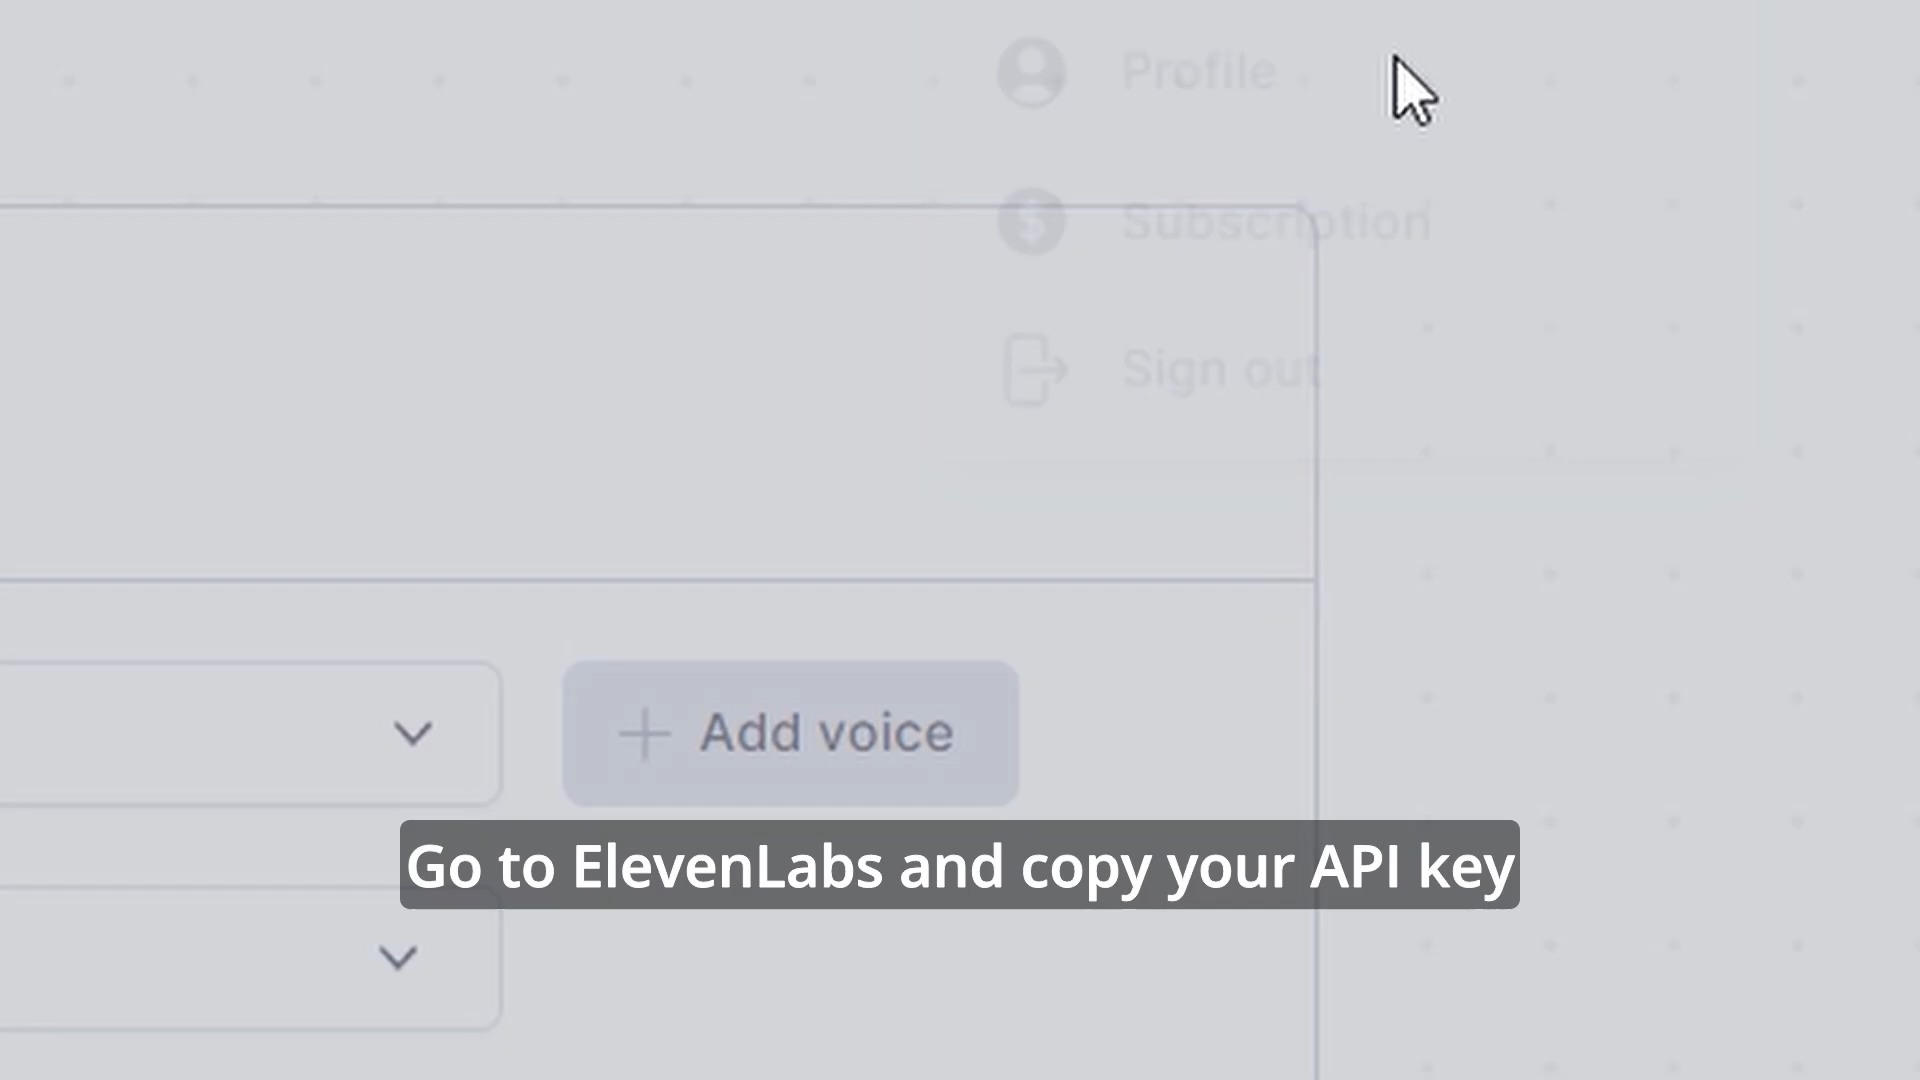 Profile
Subscription
Sign out
Add voice
Go to ElevenLabs and copy your API key